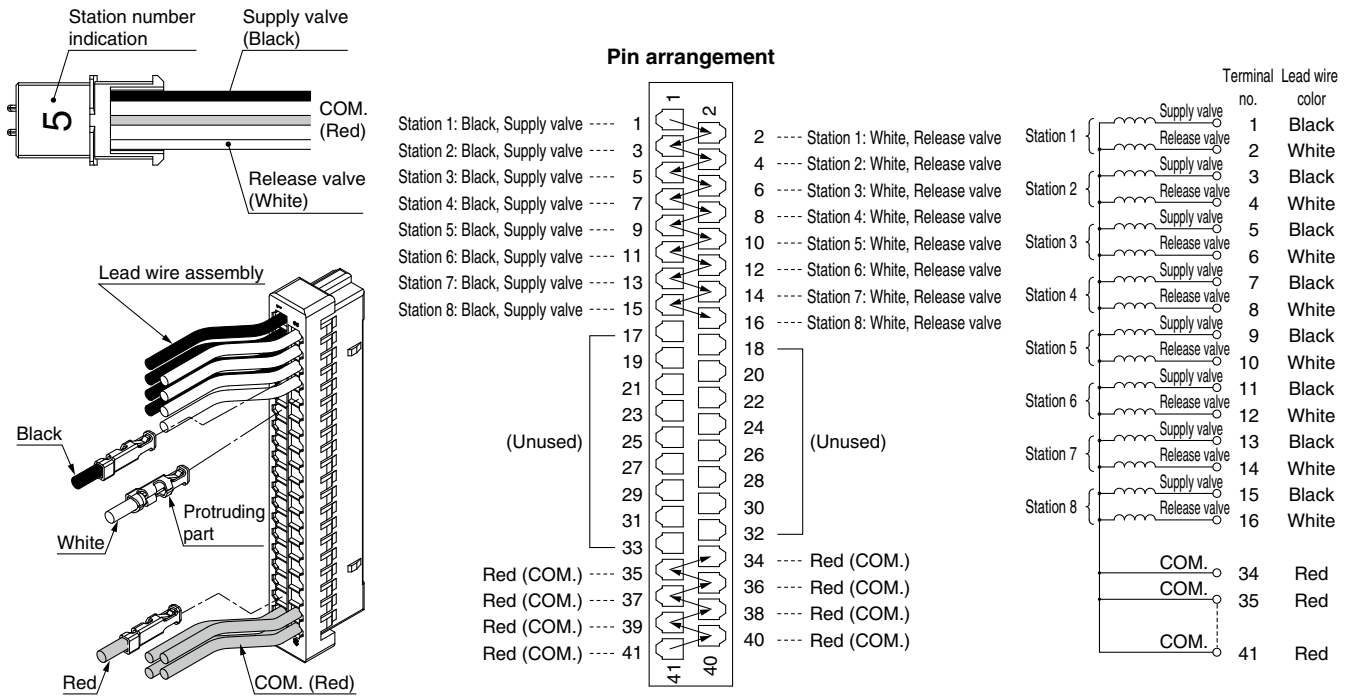 Station number
indication
Supply valve
(Black)
5
COM.
(Red)
Release valve
(White)
Lead wire assembly
Black
White
Protruding
part
Red
COM. (Red)
Pin arrangement
1
2
Station 1: Black, Supply valve ---- 1
2 ---- Station 1: White, Release valve
Station 2: Black, Supply valve ---- 3
4 ---- Station 2: White, Release valve
Station 3: Black, Supply valve ---- 5
6 ---- Station 3: White, Release valve
Station 4: Black, Supply valve ---- 7
8 ---- Station 4: White, Release valve
Station 5: Black, Supply valve ---- 9
10 ---- Station 5: White, Release valve
Station 6: Black, Supply valve ---- 11
12 ---- Station 6: White, Release valve
Station 7: Black, Supply valve ---- 13
14 ---- Station 7: White, Release valve
Station 8: Black, Supply valve ---- 15
16 ---- Station 8: White, Release valve
17
18
19
20
21
22
23
24
(Unused)
25
26
(Unused)
27
28
29
30
31
32
33
34 ---- Red (COM.)
Red (COM.) ---- 35
36 ---- Red (COM.)
Red (COM.) ---- 37
38 ---- Red (COM.)
Red (COM.) ---- 39
40 ---- Red (COM.)
Red (COM.) ---- 41
41
40
Terminal no.
Lead wire color
Station 1
Supply valve 1 Black
Release valve 2 White
Station 2
Supply valve 3 Black
Release valve 4 White
Station 3
Supply valve 5 Black
Release valve 6 White
Station 4
Supply valve 7 Black
Release valve 8 White
Station 5
Supply valve 9 Black
Release valve 10 White
Station 6
Supply valve 11 Black
Release valve 12 White
Station 7
Supply valve 13 Black
Release valve 14 White
Station 8
Supply valve 15 Black
Release valve 16 White
COM. 34 Red
COM. 35 Red
COM. 41 Red